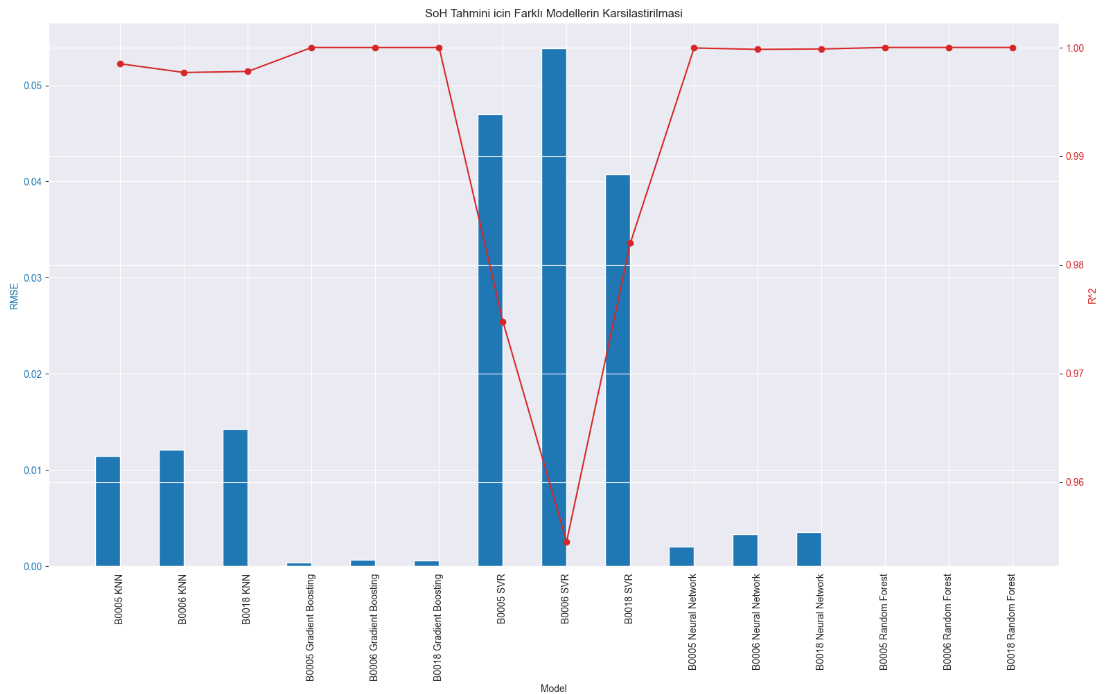 SoH Tahmini icin Farklı Modellerin Karsilastirilmasi
0.05
0.04
0.03
0.02
0.01
0.00
RMSE
1.00
0.99
0.98
0.97
0.96
R^2
B0005 KNN
B0006 KNN
B0018 KNN
B0005 Gradient Boosting
B0006 Gradient Boosting
B0018 Gradient Boosting
B0005 SVR
B0006 SVR
B0018 SVR
B0005 Neural Network
B0006 Neural Network
B0018 Neural Network
B0005 Random Forest
B0006 Random Forest
B0018 Random Forest
Model